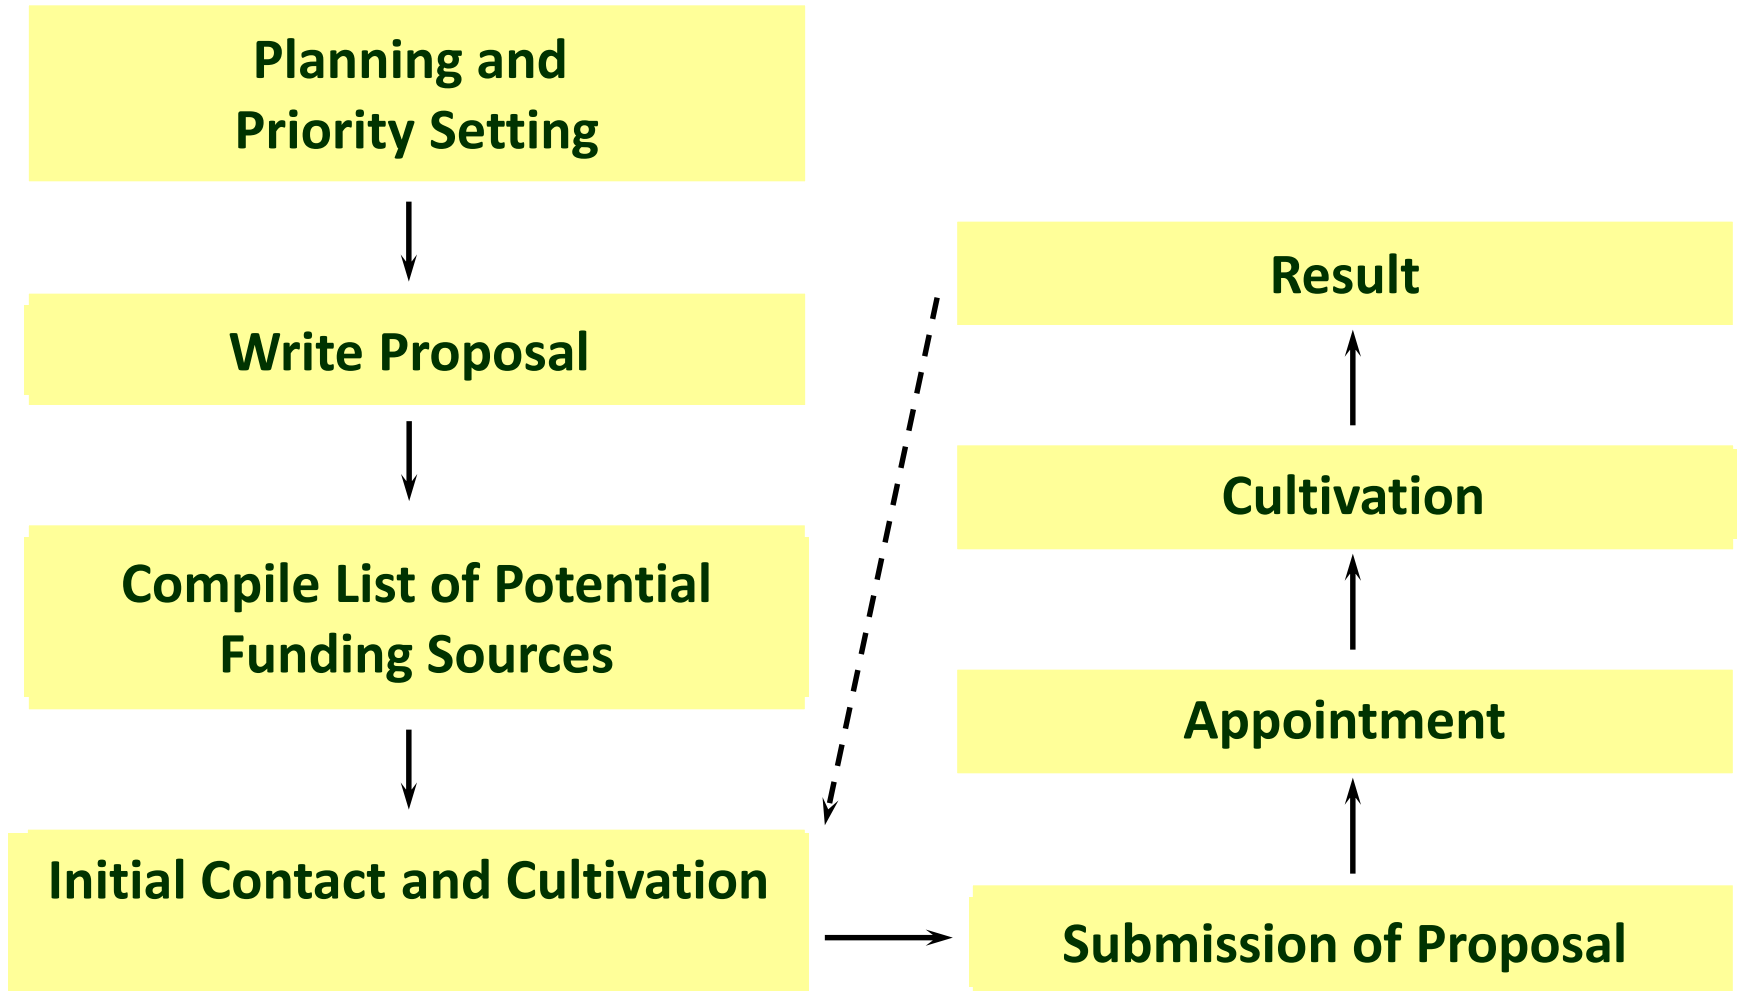 Planning and
Priority Setting
Write Proposal
Compile List of Potential
Funding Sources
Initial Contact and Cultivation
Submission of Proposal
Appointment
Cultivation
Result